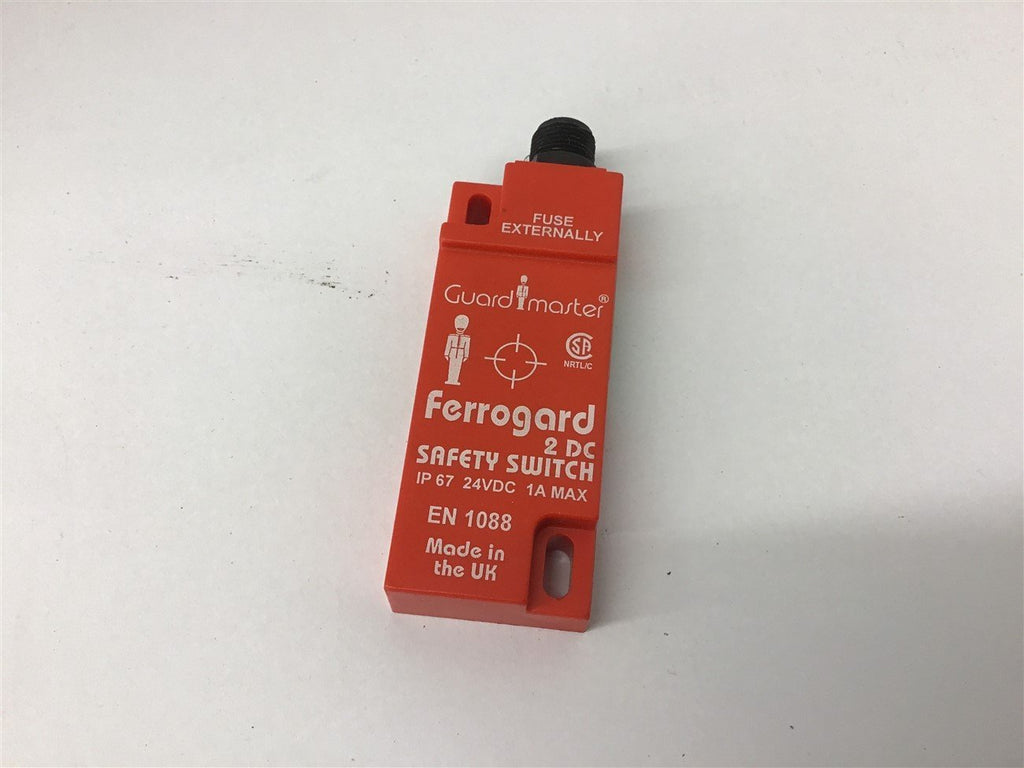 FUSE
EXTERNALLY
Guardmaster®
SA
NRTL/C
Ferrogard
2 DC
SAFETY SWITCH
IP 67 24VDC 1A MAX
EN 1088
Made in
the UK